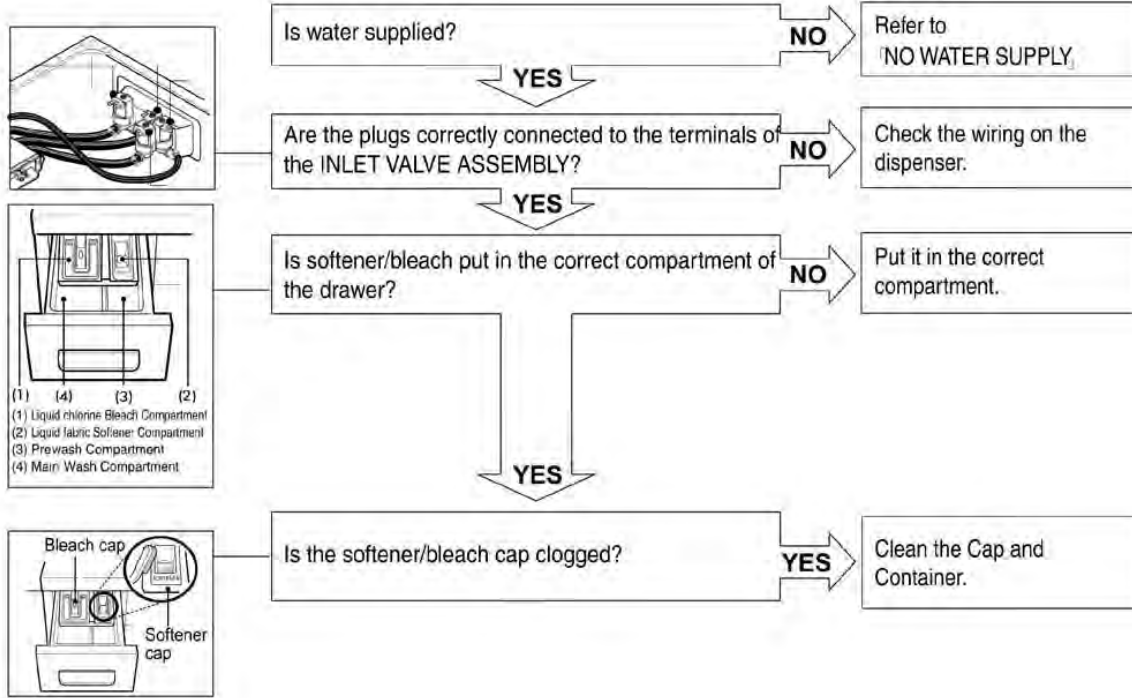 Is water supplied?
NO
Refer to
「NO WATER SUPPLY」
YES
Are the plugs correctly connected to the terminals of
the INLET VALVE ASSEMBLY?
NO
Check the wiring on the
dispenser.
YES
Is softener/bleach put in the correct compartment of
the drawer?
NO
Put it in the correct
compartment.
(1) (4) (3) (2)
(1) Liquid chlorine Bleach Compartment
(2) Liquid fabric Softener Compartment
(3) Prewash Compartment
(4) Main Wash Compartment
YES
Bleach cap
Softener
cap
Is the softener/bleach cap clogged?
YES
Clean the Cap and
Container.